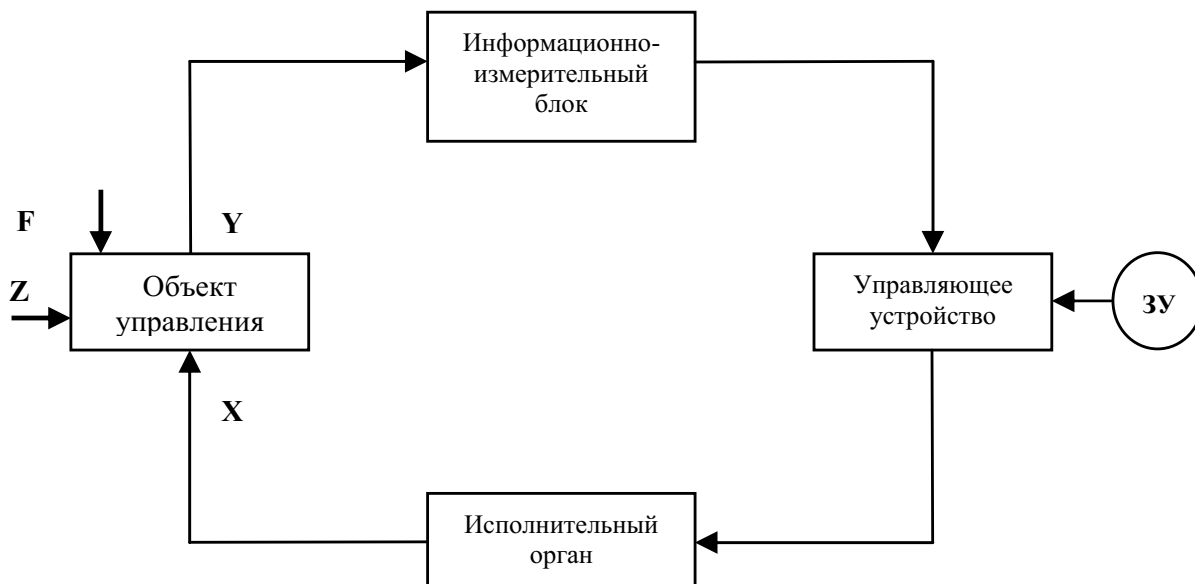 Информационно-
измерительный
блок
F
Y
Z
Объект
управления
Управляющее
устройство
ЗУ
X
Исполнительный
орган